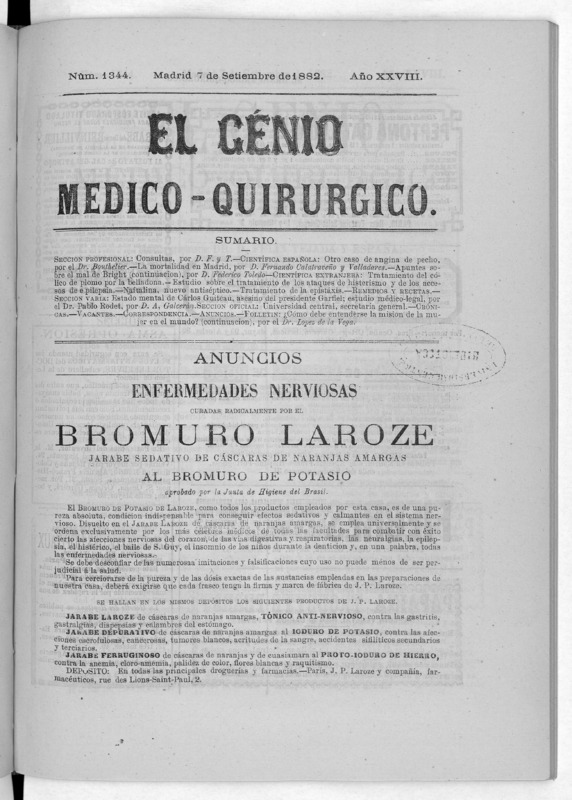 Núm. 1344. Madrid 7 de Setiembre de 1882. Año XXVIII.
EL GÉNIO
MEDICO-QUIRURGICO.
SUMARIO.
SECCION PROFESIONAL: Consultas, por D. F. y T.—CIENTÍFICA ESPAÑOLA: Otro caso de angina de pecho,
por el Dr. Bouthelier.—La mortalidad en Madrid, por D. Fernando Calatraveño y Valladares.—Apuntes so-
bre el mal de Bright (continuacion), por D. Federico Toledo—CIENTÍFICA EXTRANJERA: Tratamiento del có-
lico de plomo por la belladona.—Estudio sobre el tratamiento de los ataques de histerismo y de los acce-
sos de epilepsia.—Naftalina: nuevo antiséptico.—Tratamiento de la epistaxis.—REMEDIOS Y RECETAS.—
SECCION VARIA: Estado mental de Cárlos Guiteau, asesino del presidente Garfiel; estudio médico-legal, por
el Dr. Pablo Rodet, por D. A. Galceran. SECCION OFICIAL: Universidad central, secretaria general.—CRÓNI-
CAS.—VACANTES.—CORRESPONDENCIA.—ANUNCIOS.—FOLLETIN: ¿Cómo debe entenderse la mision de la mu-
jer en el mundo? (continuacion), por el Dr. Lopez de la Vega.
ANUNCIOS
ENFERMEDADES NERVIOSAS
CURADAS RADICALMENTE POR EL
BROMURO LAROZE
JARABE SEDATIVO DE CÁSCARAS DE NARANJAS AMARGAS
AL BROMURO DE POTASIO
aprobado por la Junta de Higiene del Brasil.
El BROMURO DE POTASIO DE LAROZE, como todos los productos empleados por esta casa, es de una pu-
reza absoluta, condicion indispensable para conseguir efectos sedativos y calmantes en el sistema ner-
vioso. Disuelto en el JARABE LAROZE de cáscaras de naranjas amargas, se emplea universalmente y se
ordena exclusivamente por los más célebres médicos de todas las facultades para combatir con éxito
cierto las afecciones nerviosas del corazon, de las vias digestivas y respiratorias, las neuralgias, la epilep-
sia, el histérico, el baile de S. Guy, el insomnio de los niños durante la denticion y, en una palabra, todas
las enfermedades nerviosas.
Se debe desconfiar de las numerosas imitaciones y falsificaciones cuyo uso no puede ménos de ser per-
judicial á la salud.
Para cerciorarse de la pureza y de las dósis exactas de las sustancias empleadas en las preparaciones de
nuestra casa, deberá exigirse que cada frasco tenga la firma y marca de fábrica de J. P. Laroze.
SE HALLAN EN LOS MISMOS DEPÓSITOS LOS SIGUIENTES PRODUCTOS DE J. P. LAROZE.
JARABE LAROZE de cáscaras de naranjas amargas, TÓNICO ANTI-NERVIOSO, contra las gastritis,
gastralgias, dispepsias y calambres del estómago.
JARABE DEPURATIVO de cáscaras de naranjas amargas al IODURO DE POTASIO, contra las afec-
ciones escrofulosas, cancerosas, tumores blancos, acritudes de la sangre, accidentes sifilíticos secundarios
y terciarios.
JARABE FERRUGINOSO de cáscaras de naranjas y de cuasiamara al PROTO-IODURO DE HIERRO,
contra la anemia, cloro-anemia, palidez de color, flores blancas y raquitismo.
DEPÓSITO: En todas las principales droguerias y farmacias.—Paris, J. P. Laroze y compañia, far-
macéuticos, rue des Lions-Saint-Paul, 2.